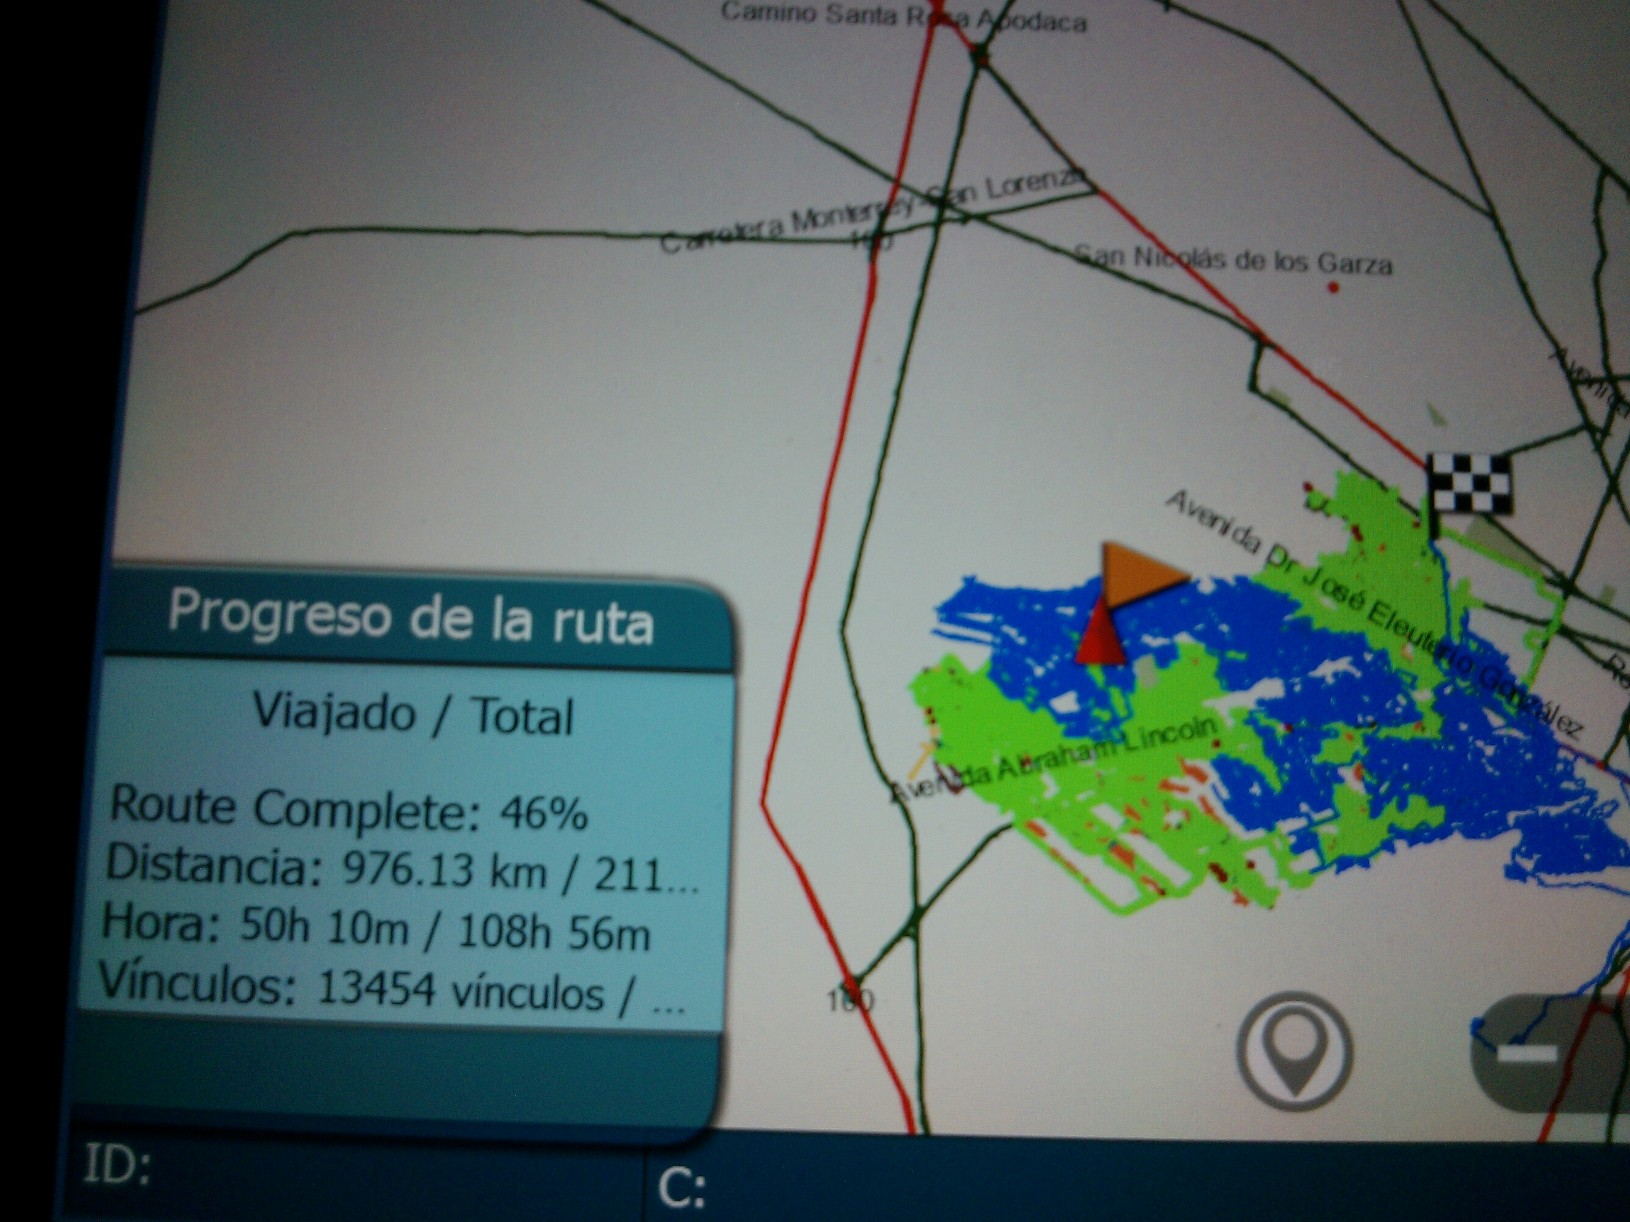 Camino Santa Rosa Apodaca
Carretera Monterrey-San Lorenzo
San Nicolás de los Garza
Avenida
Avenida Dr José Eleuterio González
Avenida Abraham Lincoln
Progreso de la ruta
Viajado / Total
Route Complete: 46%
Distancia: 976.13 km / 211...
Hora: 50h 10m / 108h 56m
Vínculos: 13454 vínculos / ...
ID:
C: